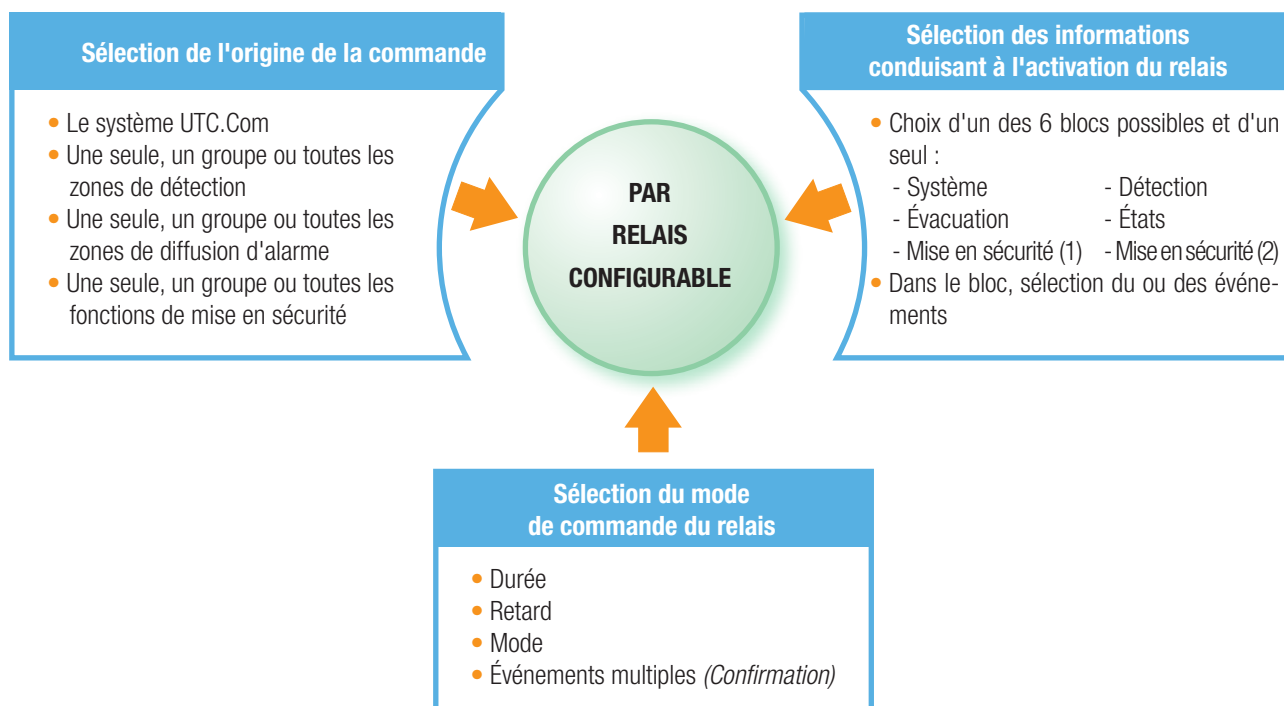 Sélection de l'origine de la commande
• Le système UTC.Com
• Une seule, un groupe ou toutes les
zones de détection
• Une seule, un groupe ou toutes les
zones de diffusion d'alarme
• Une seule, un groupe ou toutes les
fonctions de mise en sécurité
PAR
RELAIS
CONFIGURABLE
Sélection des informations
conduisant à l'activation du relais
• Choix d'un des 6 blocs possibles et d'un
seul :
- Système - Détection
- Évacuation - États
- Mise en sécurité (1) - Mise en sécurité (2)
• Dans le bloc, sélection du ou des événe-
ments
Sélection du mode
de commande du relais
• Durée
• Retard
• Mode
• Événements multiples (Confirmation)